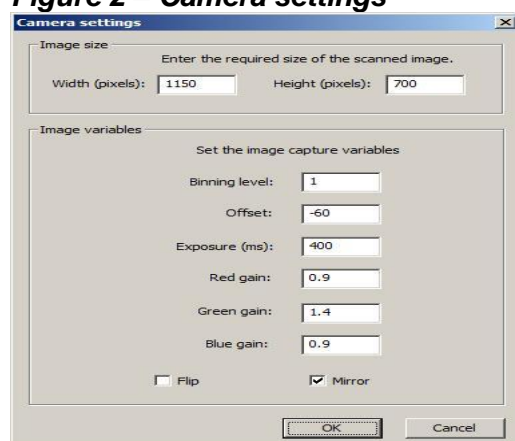 Figure 2 – Camera settings
Camera settings
Image size
Enter the required size of the scanned image.
Width (pixels): 1150 Height (pixels): 700
Image variables
Set the image capture variables
Binning level: 1
Offset: -60
Exposure (ms): 400
Red gain: 0.9
Green gain: 1.4
Blue gain: 0.9
Flip Mirror
OK Cancel